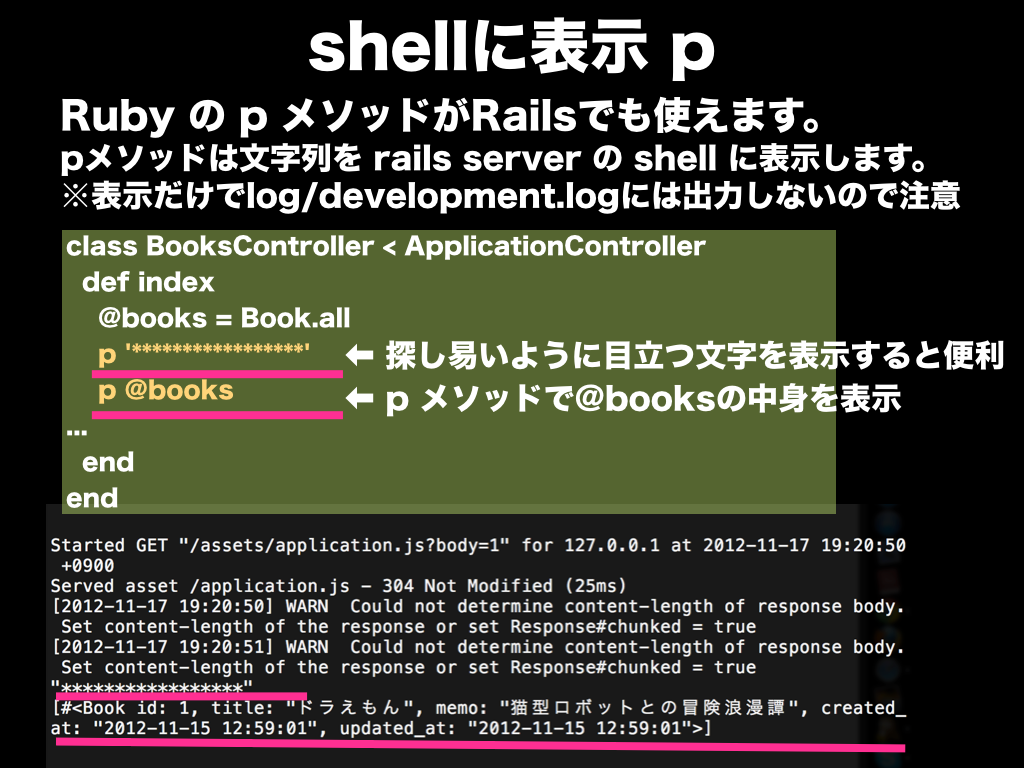 shellに表示 p
Ruby の p メソッドがRailsでも使えます。
pメソッドは文字列を rails server の shell に表示します。
※表示だけでlog/development.logには出力しないので注意
class BooksController < ApplicationController
def index
@books = Book.all
p '*****************' ← 探し易いように目立つ文字を表示すると便利
p @books ← p メソッドで@booksの中身を表示
...
end
end
Started GET "/assets/application.js?body=1" for 127.0.0.1 at 2012-11-17 19:20:50
+0900
Served asset /application.js - 304 Not Modified (25ms)
[2012-11-17 19:20:50] WARN  Could not determine content-length of response body.
Set content-length of the response or set Response#chunked = true
[2012-11-17 19:20:51] WARN  Could not determine content-length of response body.
Set content-length of the response or set Response#chunked = true
"*****************"
[#<Book id: 1, title: "ドラえもん", memo: "猫型ロボットとの冒険浪漫譚", created_
at: "2012-11-15 12:59:01", updated_at: "2012-11-15 12:59:01">]